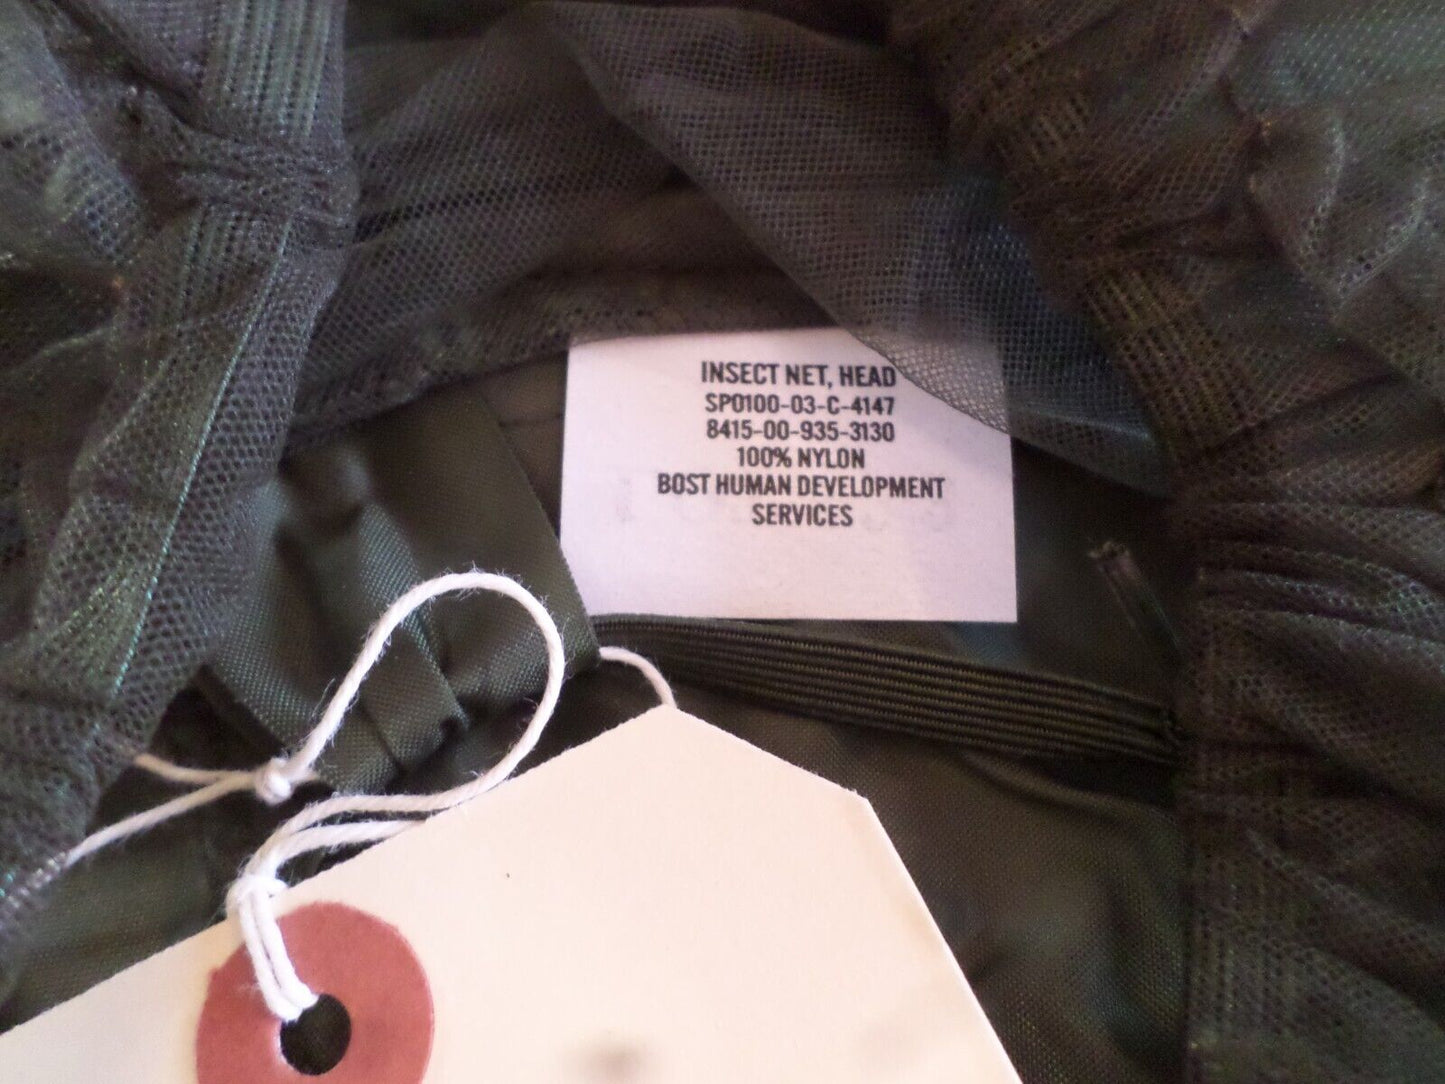 INSECT NET, HEAD
SP0100-03-C-4147
8415-00-935-3130
100% NYLON
BOST HUMAN DEVELOPMENT
SERVICES